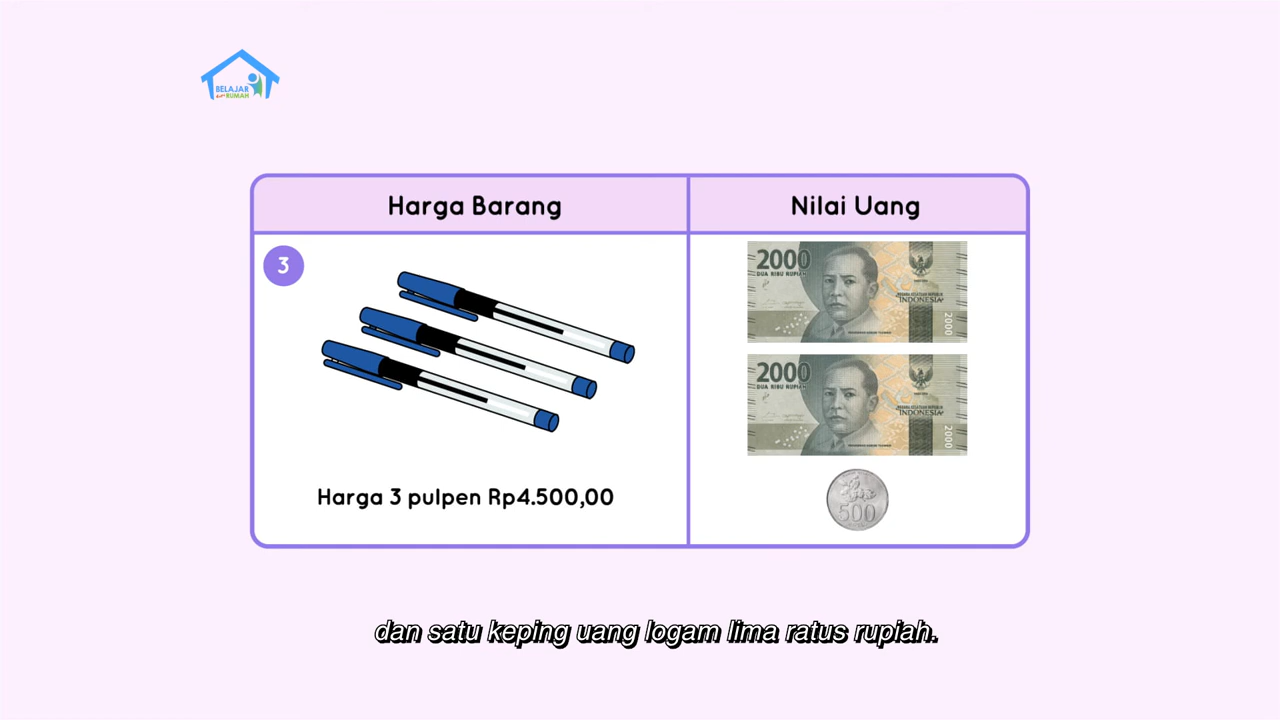 BELAJAR
dari RUMAH
Harga Barang
Nilai Uang
3
Harga 3 pulpen Rp4.500,00
2000
DUA RIBU RUPIAH
INDONESIA
2000
2000
DUA RIBU RUPIAH
INDONESIA
2000
500
dan satu keping uang logam lima ratus rupiah.